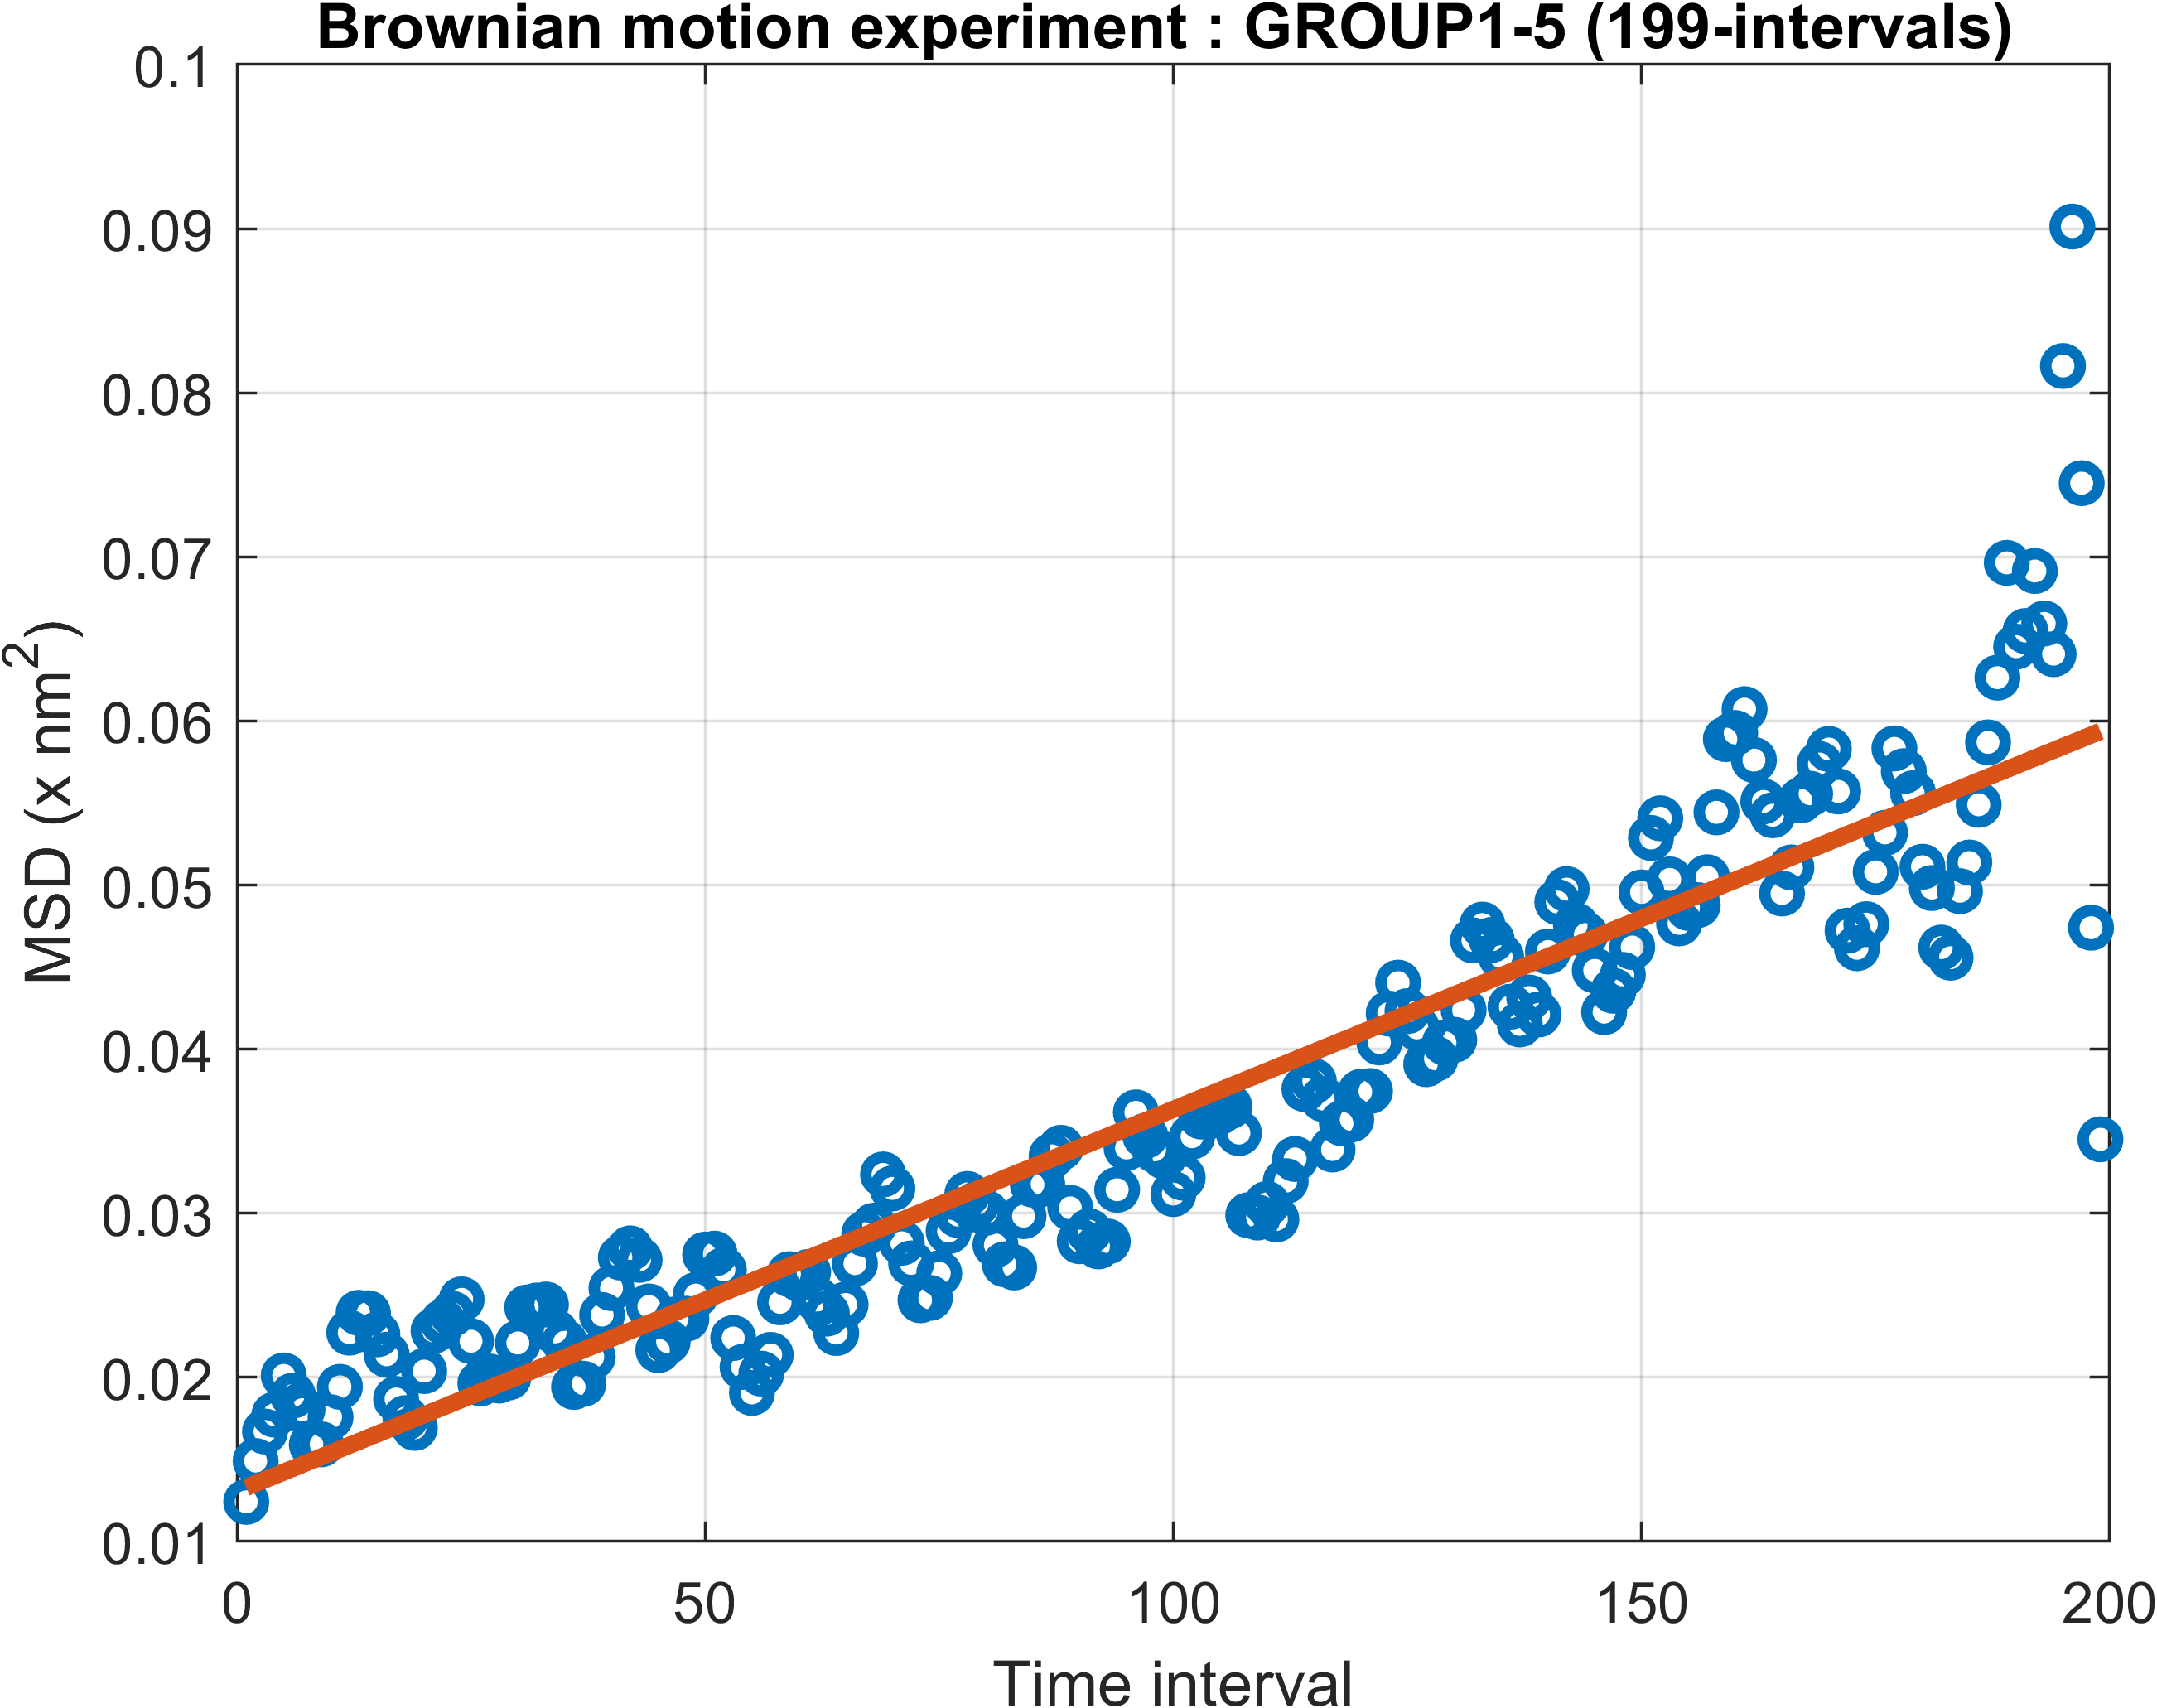 Brownian motion experiment : GROUP1-5 (199-intervals)
0.1
0.09
0.08
0.07
0.06
0.05
0.04
0.03
0.02
0.01
MSD (x nm²)
0 50 100 150 200
Time interval